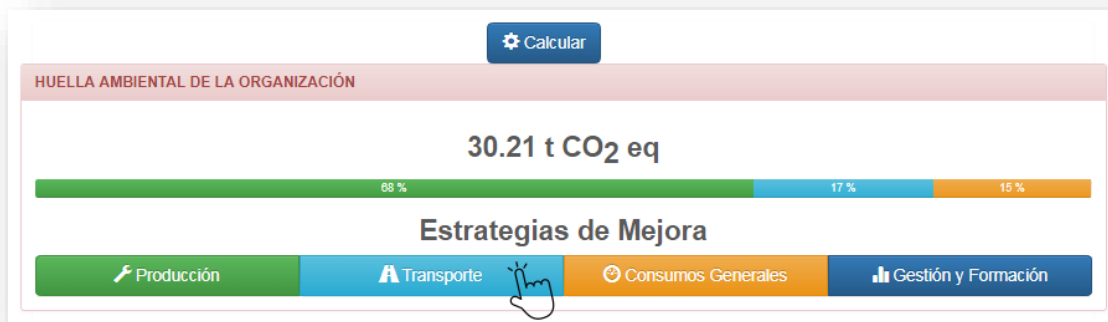 Calcular
HUELLA AMBIENTAL DE LA ORGANIZACIÓN
30.21 t CO2 eq
68 % 17 % 15 %
Estrategias de Mejora
Producción Transporte Consumos Generales Gestión y Formación